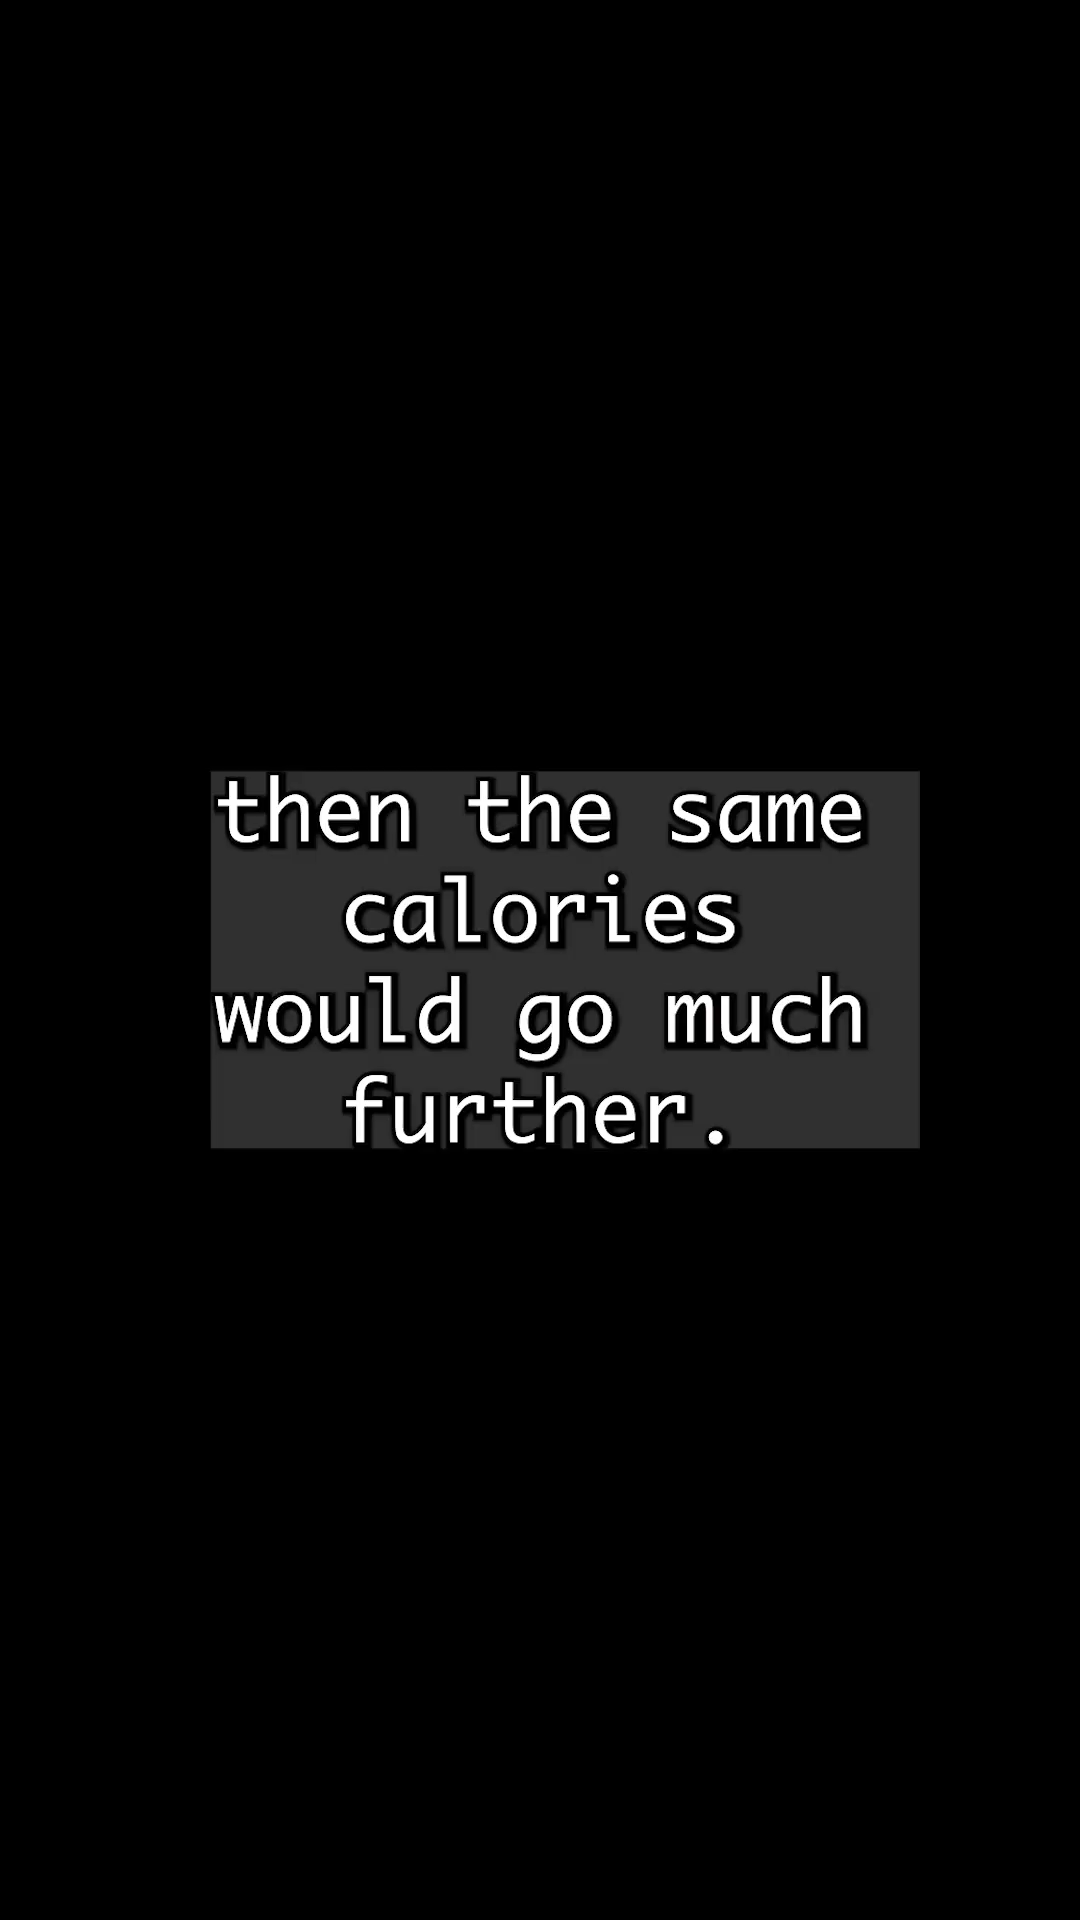 then the same
calories
would go much
further.